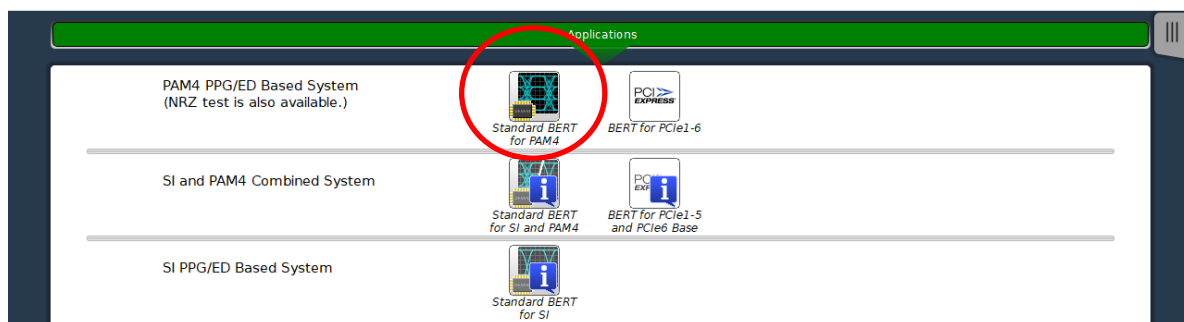 Applications
PAM4 PPG/ED Based System
(NRZ test is also available.)
Standard BERT
for PAM4
PCI
EXPRESS
BERT for PCIe1-6
SI and PAM4 Combined System
Standard BERT
for SI and PAM4
BERT for PCIe1-5
and PCIe6 Base
SI PPG/ED Based System
Standard BERT
for SI